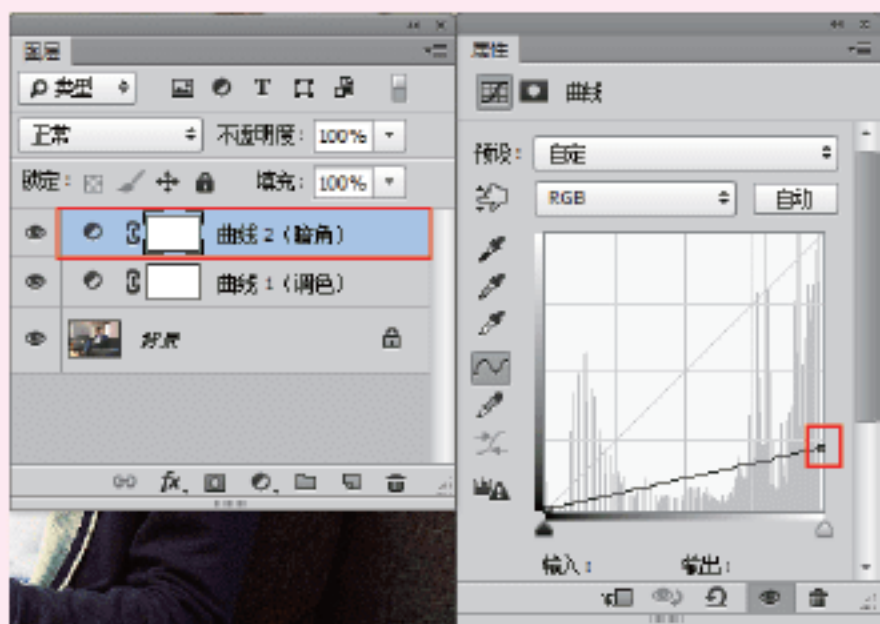 图层
类型
T
正常 不透明度: 100%
锁定: 填充: 100%
曲线 2 (暗角)
曲线 1 (调色)
背景
fx
属性
曲线
预设: 自定
RGB 自动
输入: 输出: